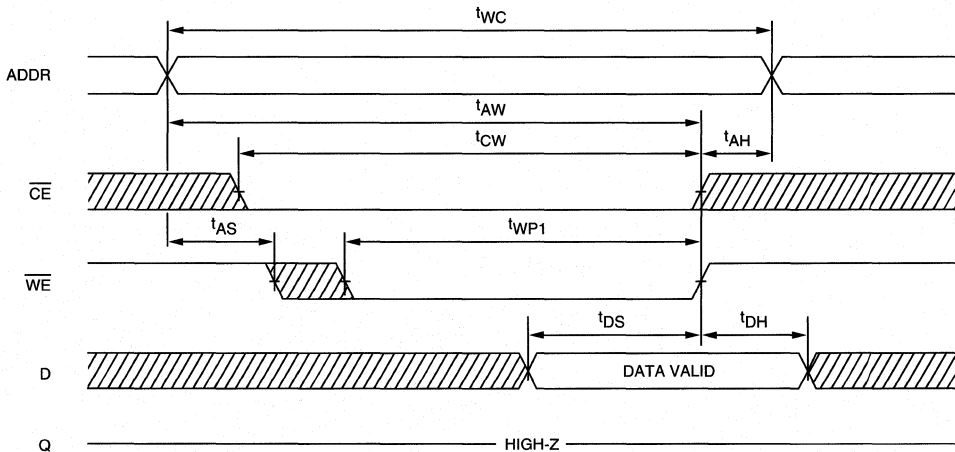 tWC
ADDR
tAW
tCW
tAH
CE
tAS
tWP1
WE
tDS
tDH
D
DATA VALID
Q
HIGH-Z